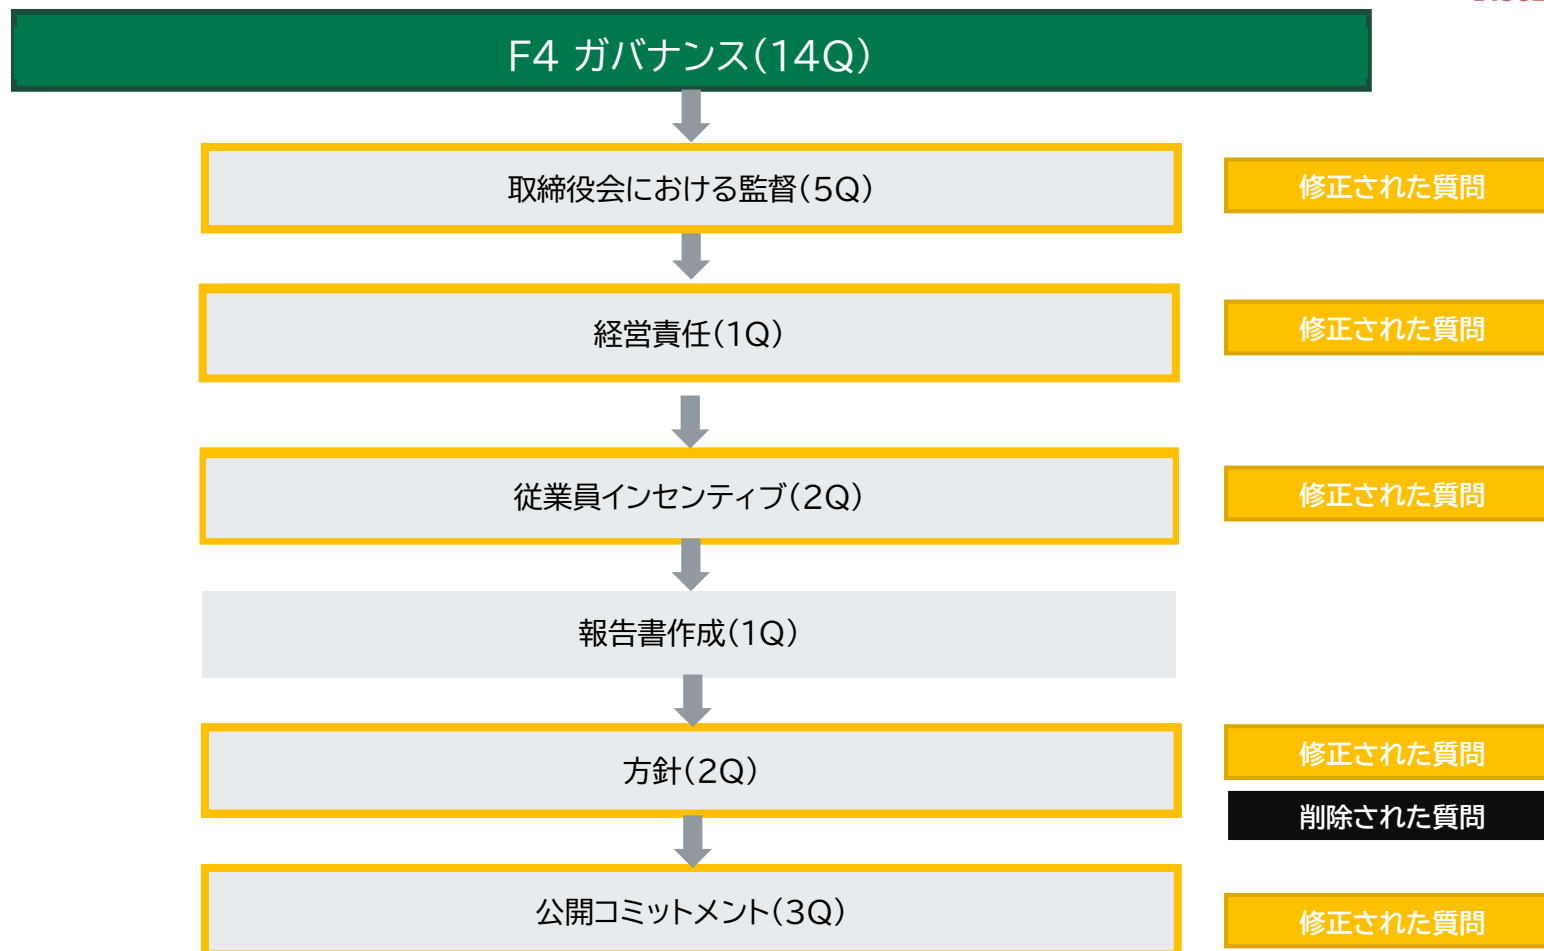 F4 ガバナンス(14Q)
取締役会における監督(5Q)
修正された質問
経営責任(1Q)
修正された質問
従業員インセンティブ(2Q)
修正された質問
報告書作成(1Q)
方針(2Q)
修正された質問
削除された質問
公開コミットメント(3Q)
修正された質問